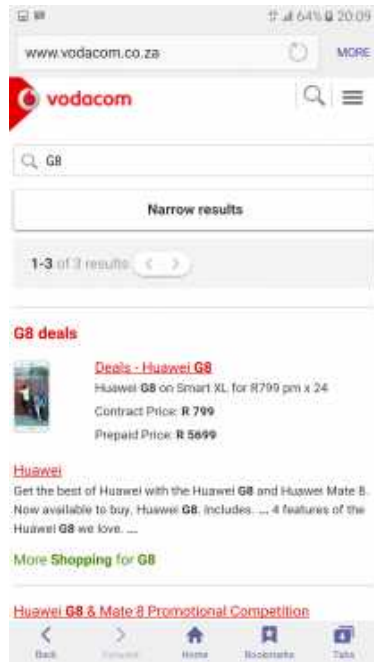 64% 20:09
www.vodacom.co.za MORE
vodacom
G8
Narrow results
1-3 of 3 results
G8 deals
Deals - Huawei G8
Huawei G8 on Smart XL for R799 pm x 24
Contract Price: R 799
Prepaid Price: R 5699
Huawei
Get the best of Huawei with the Huawei G8 and Huawei Mate 8.
Now available to buy, Huawei G8. Includes. ... 4 features of the
Huawei G8 we love. ...
More Shopping for G8
Huawei G8 & Mate 8 Promotional Competition
Back Forward Home Bookmarks Tabs